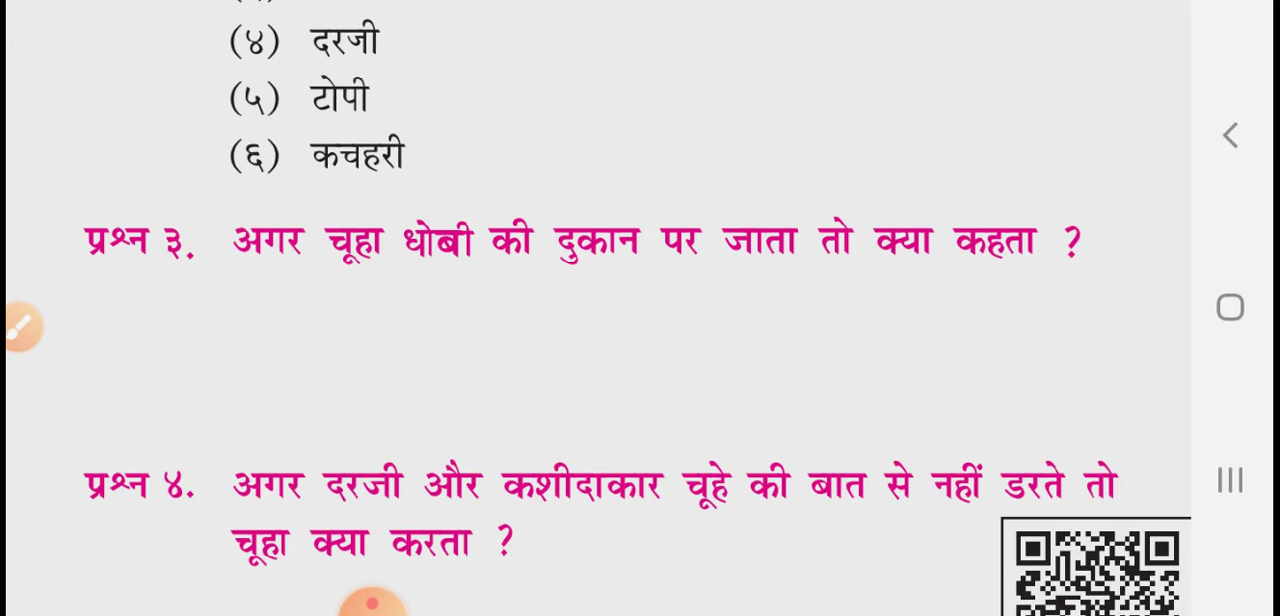 (४) दरजी
(५) टोपी
(६) कचहरी
प्रश्न ३. अगर चूहा धोबी की दुकान पर जाता तो क्या कहता ?
प्रश्न ४. अगर दरजी और कशीदाकार चूहे की बात से नहीं डरते तो
चूहा क्या करता ?